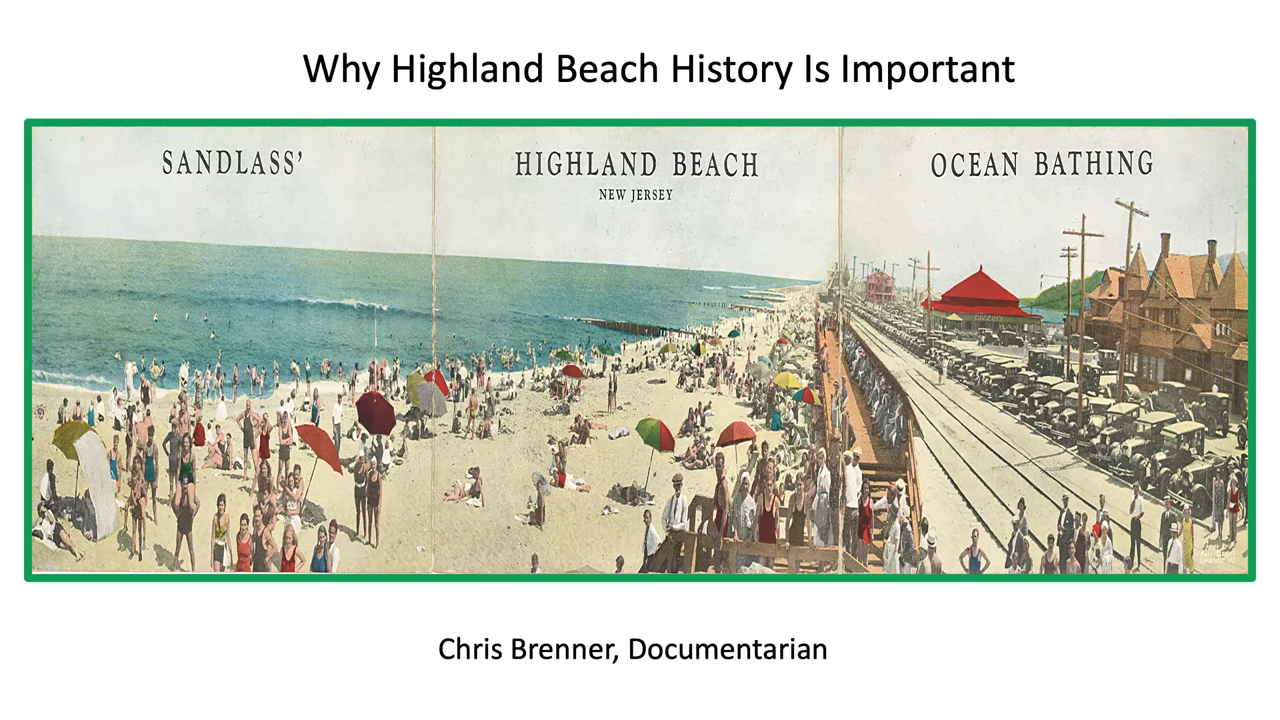 Why Highland Beach History Is Important
SANDLASS’
HIGHLAND BEACH
NEW JERSEY
OCEAN BATHING
Chris Brenner, Documentarian